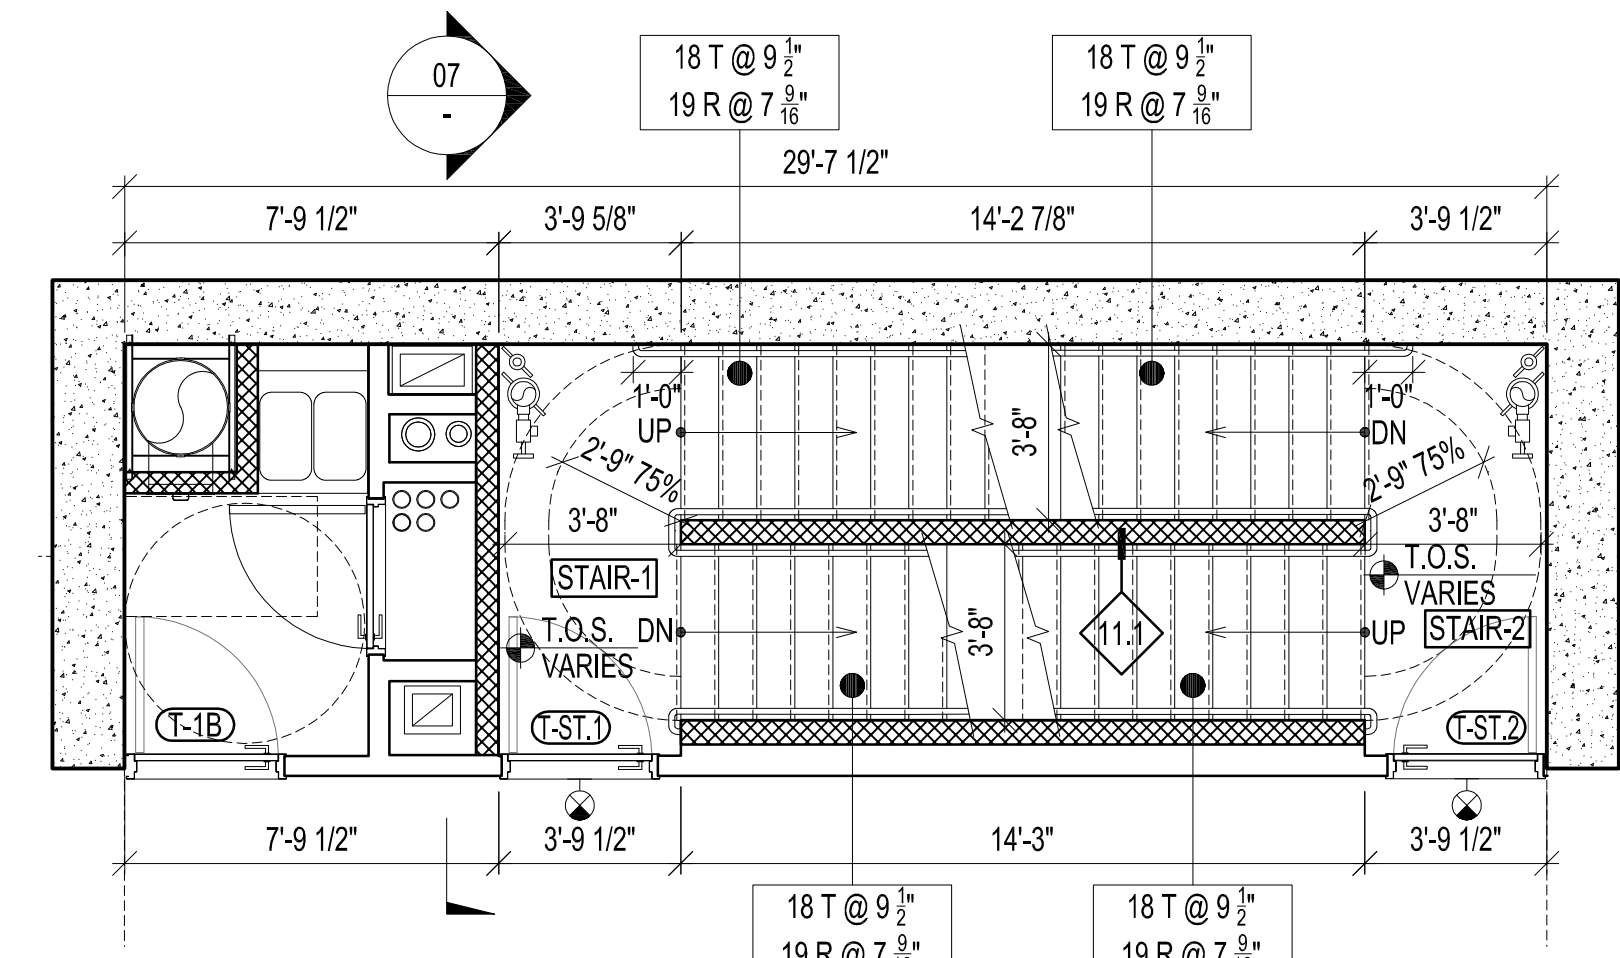 07
-
18 T @ 9 1/2"
19 R @ 7 9/16"
18 T @ 9 1/2"
19 R @ 7 9/16"
29'-7 1/2"
7'-9 1/2"
3'-9 5/8"
14'-2 7/8"
3'-9 1/2"
1'-0"
1'-0"
UP
DN
3'-8"
2'-9" 75%
2'-9" 75%
3'-8"
3'-8"
STAIR-1
T.O.S.
VARIES
T.O.S.
VARIES
DN
3'-8"
11.1
UP
STAIR-2
T-1B
T-ST.1
T-ST.2
7'-9 1/2"
3'-9 1/2"
14'-3"
3'-9 1/2"
18 T @ 9 1/2"
19 R @ 7
18 T @ 9 1/2"
19 R @ 7